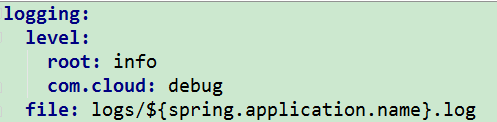 logging:
  level:
    root: info
    com.cloud: debug
  file: logs/${spring.application.name}.log